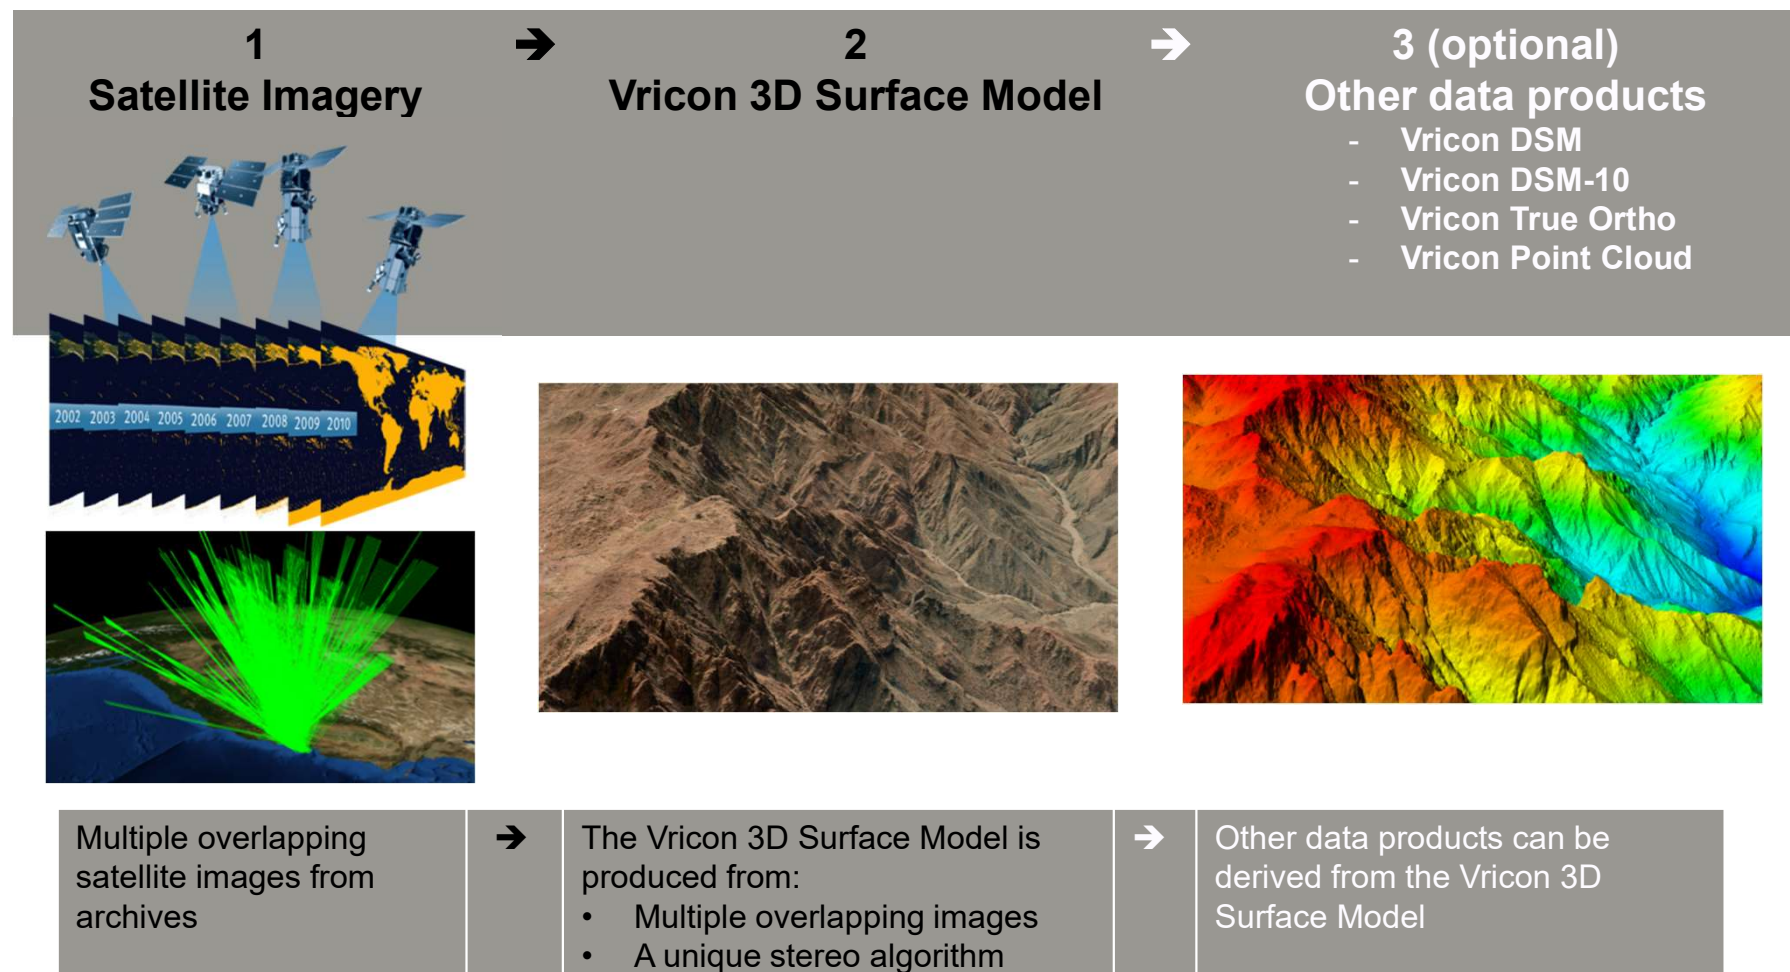 1
Satellite Imagery
➔
2
Vricon 3D Surface Model
➔
3 (optional)
Other data products
- Vricon DSM
- Vricon DSM-10
- Vricon True Ortho
- Vricon Point Cloud
2002 2003 2004 2005 2006 2007 2008 2009 2010
Multiple overlapping
satellite images from
archives
➔
The Vricon 3D Surface Model is
produced from:
• Multiple overlapping images
• A unique stereo algorithm
➔
Other data products can be
derived from the Vricon 3D
Surface Model